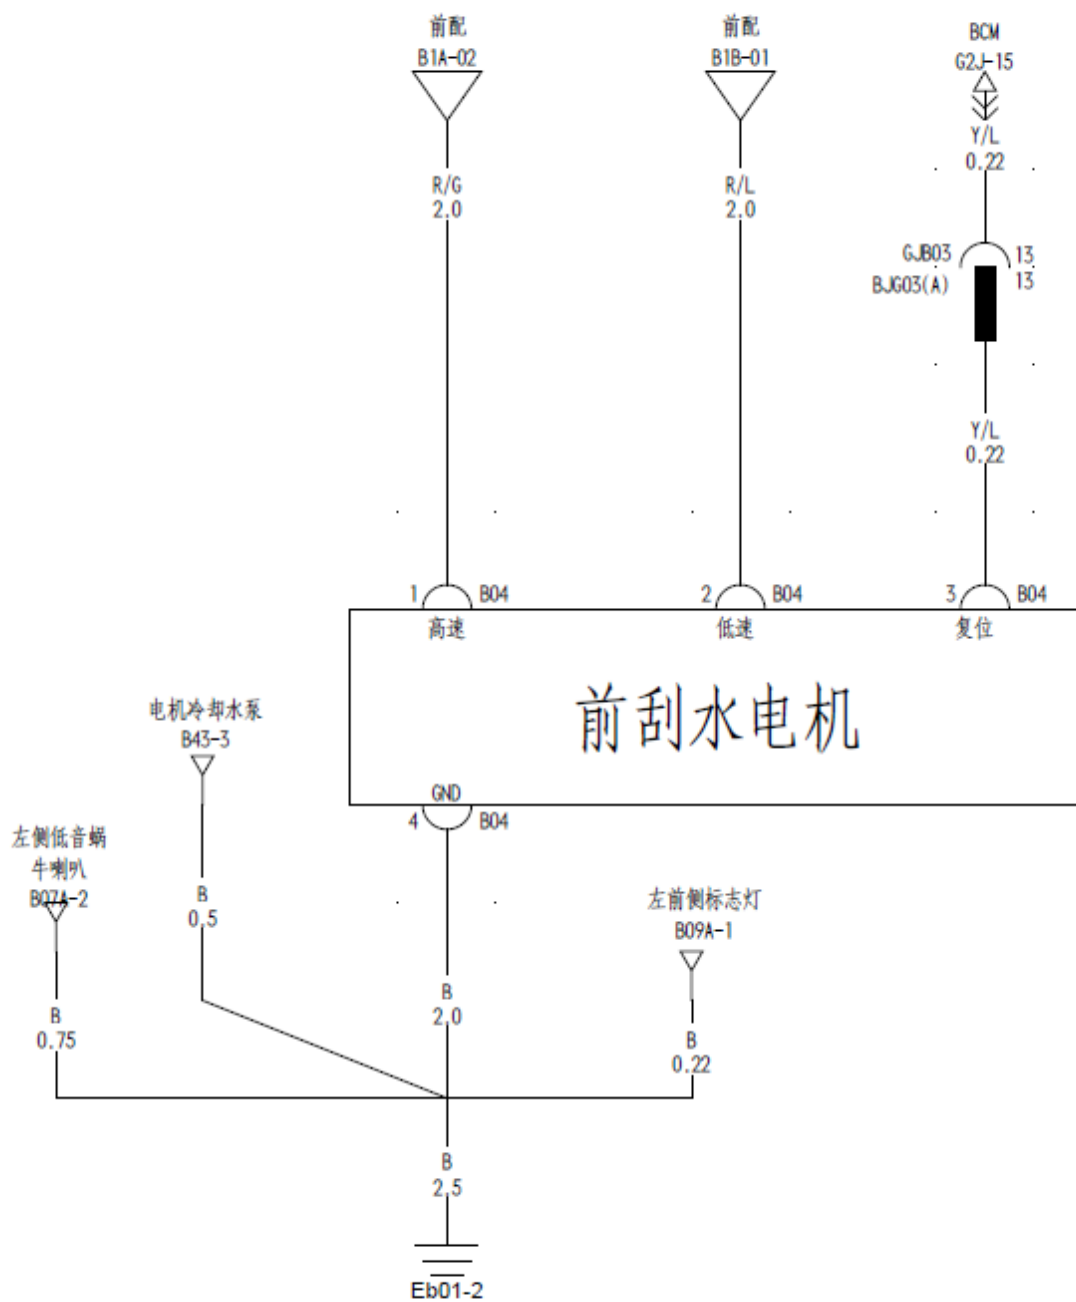 前配
B1A-02
前配
B1B-01
BCM
G2J-15
R/G
2.0
R/L
2.0
Y/L
0.22
GJB03
13
BJG03(A)
13
Y/L
0.22
1
B04
2
B04
3
B04
高速
低速
复位
前刮水电机
GND
4
B04
电机冷却水泵
B43-3
左侧低音蜗
牛喇叭
B07A-2
B
0.5
左前侧标志灯
B09A-1
B
0.75
B
2.0
B
0.22
B
2.5
Eb01-2